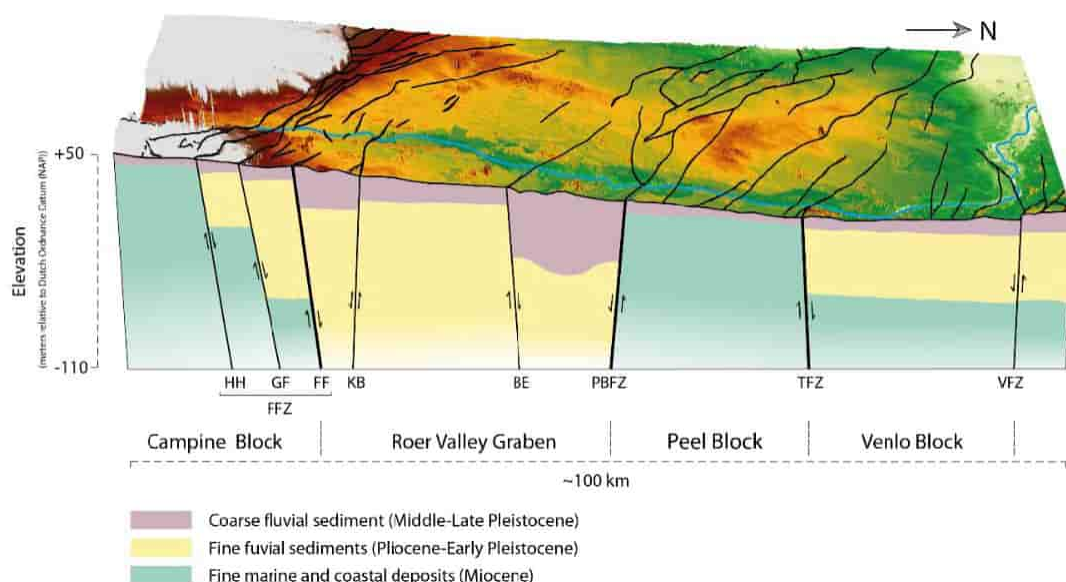 N
+50
Elevation
(meters relative to Dutch Ordnance Catum (NAP))
-110
HH GF FF KB BE PBFZ TFZ VFZ
FFZ
Campine Block Roer Valley Graben Peel Block Venlo Block
~100 km
Coarse fluvial sediment (Middle-Late Pleistocene)
Fine fuvial sediments (Pliocene-Early Pleistocene)
Fine marine and coastal deposits (Miocene)